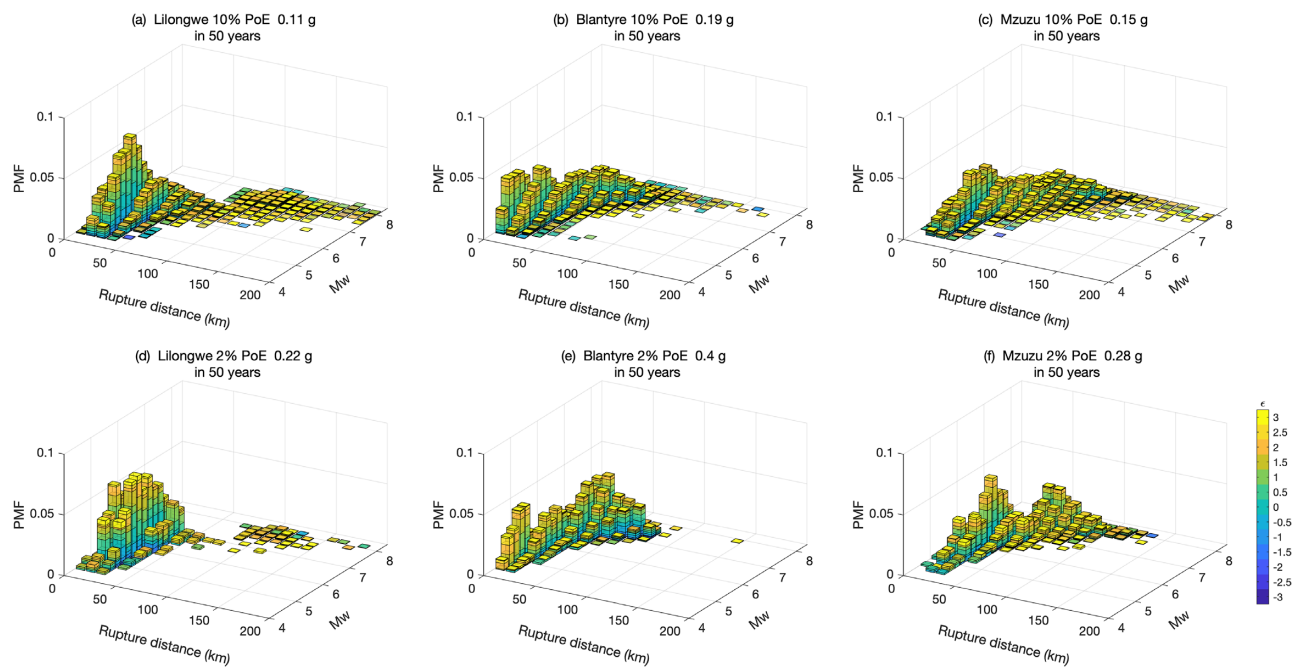 (a) Lilongwe 10% PoE 0.11 g
in 50 years
(b) Blantyre 10% PoE 0.19 g
in 50 years
(c) Mzuzu 10% PoE 0.15 g
in 50 years
0.1
0.05
0
PMF
0
50
100
150
200
Rupture distance (km)
4
5
6
7
8
Mw
0.1
0.05
0
PMF
0
50
100
150
200
Rupture distance (km)
4
5
6
7
8
Mw
0.1
0.05
0
PMF
0
50
100
150
200
Rupture distance (km)
4
5
6
7
8
Mw
(d) Lilongwe 2% PoE 0.22 g
in 50 years
(e) Blantyre 2% PoE 0.4 g
in 50 years
(f) Mzuzu 2% PoE 0.28 g
in 50 years
0.1
0.05
0
PMF
0
50
100
150
200
Rupture distance (km)
4
5
6
7
8
Mw
0.1
0.05
0
PMF
0
50
100
150
200
Rupture distance (km)
4
5
6
7
8
Mw
0.1
0.05
0
PMF
0
50
100
150
200
Rupture distance (km)
4
5
6
7
8
Mw
ϵ
3
2.5
2
1.5
1
0.5
0
-0.5
-1
-1.5
-2
-2.5
-3